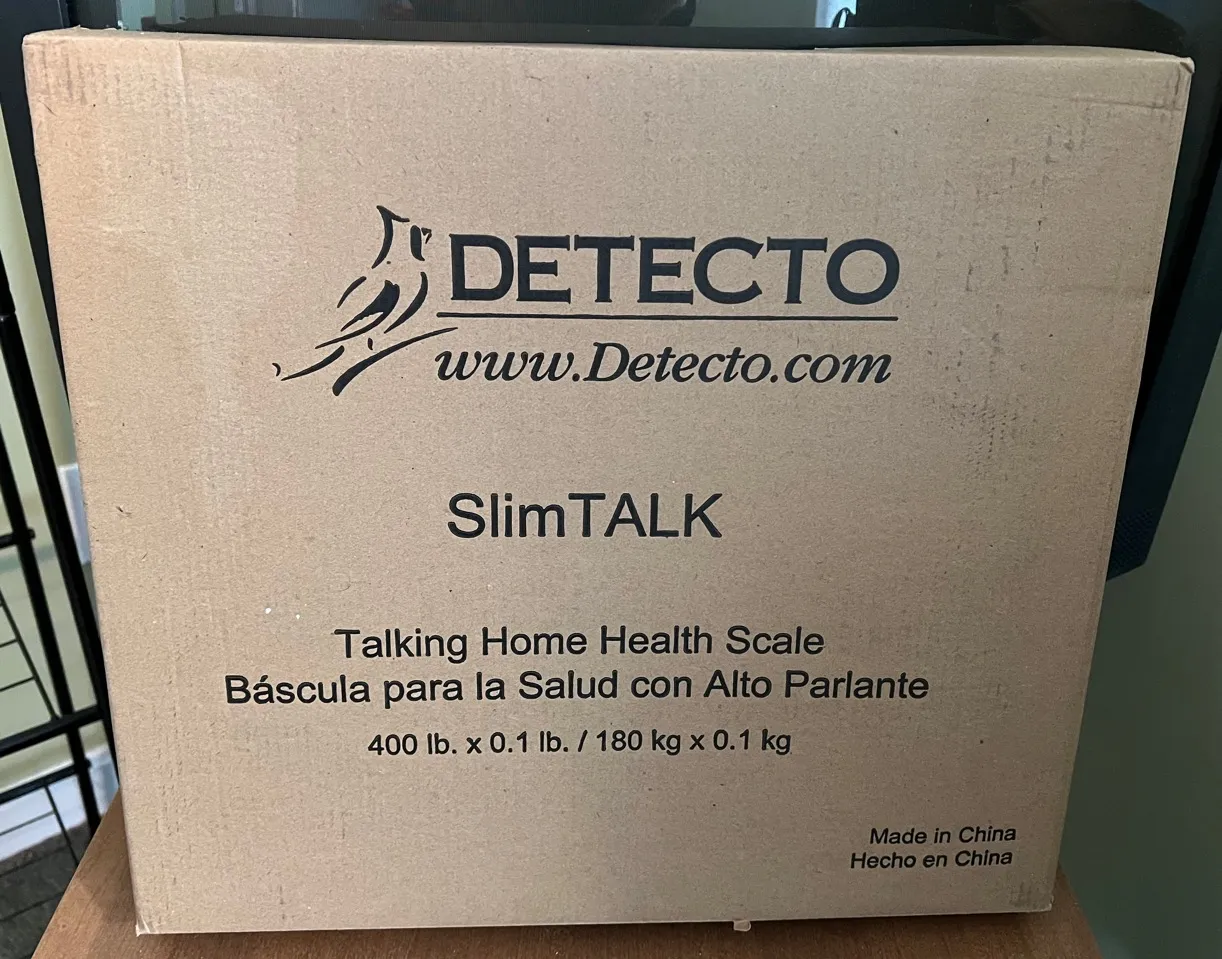 DETECTO
www.Detecto.com
SlimTALK
Talking Home Health Scale
Báscula para la Salud con Alto Parlante
400 lb. x 0.1 lb. / 180 kg x 0.1 kg
Made in China
Hecho en China